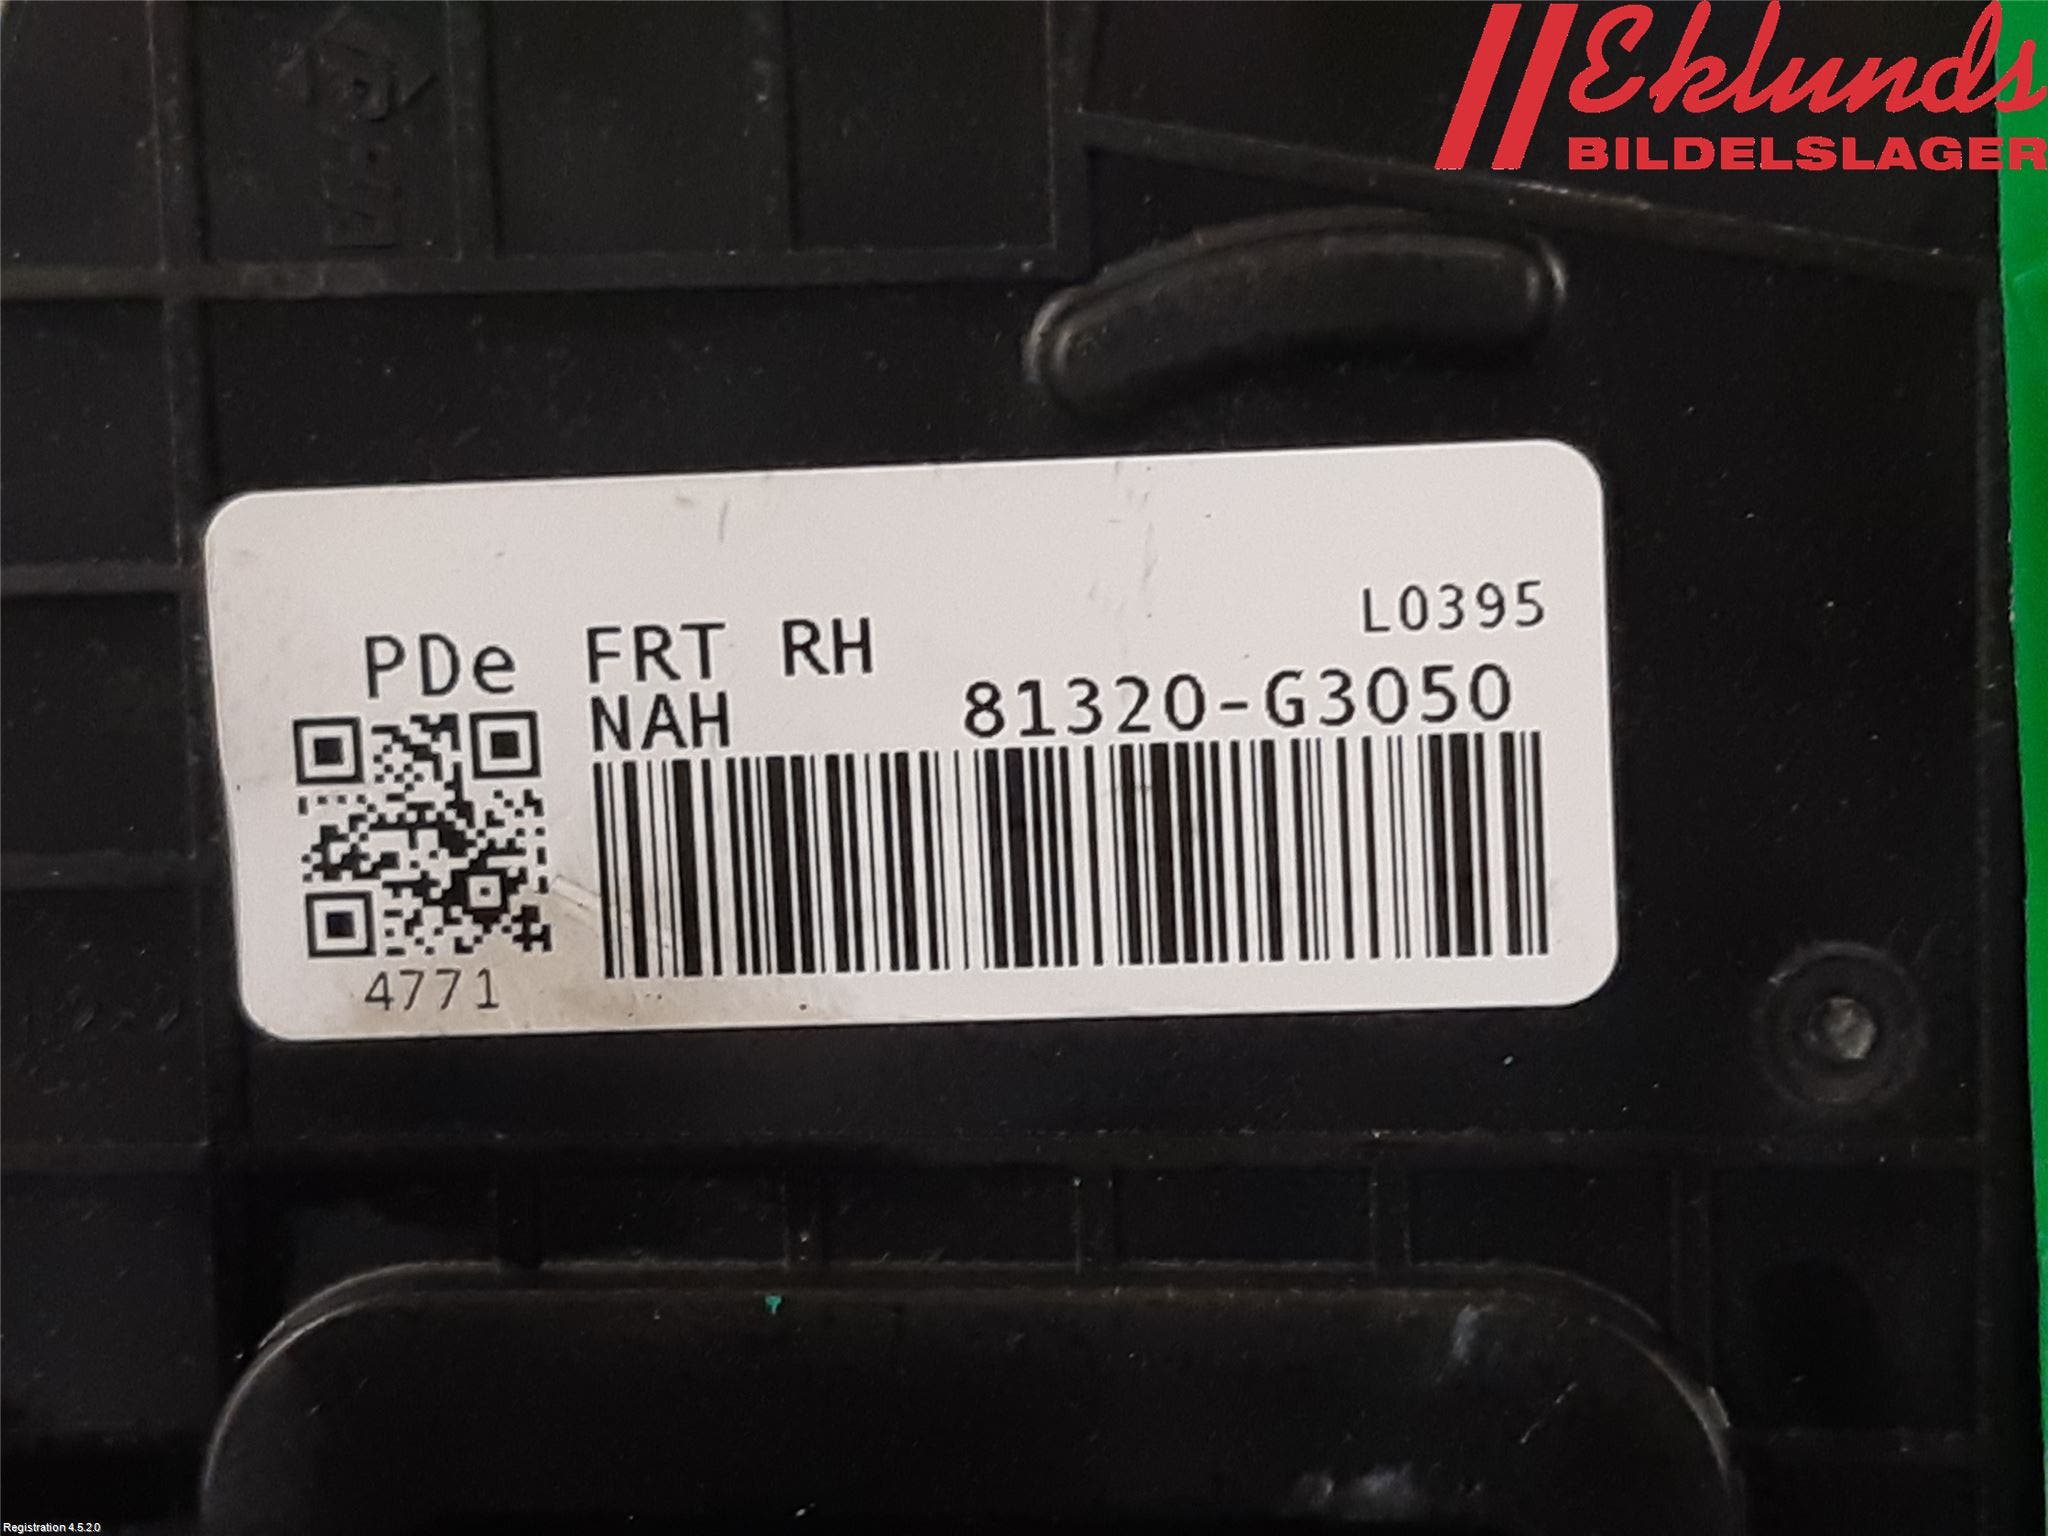 Eklunds
BILDELSLAGER
L0395
PDe FRT RH
NAH 81320-G3050
4771
Registration 4.5.2.0